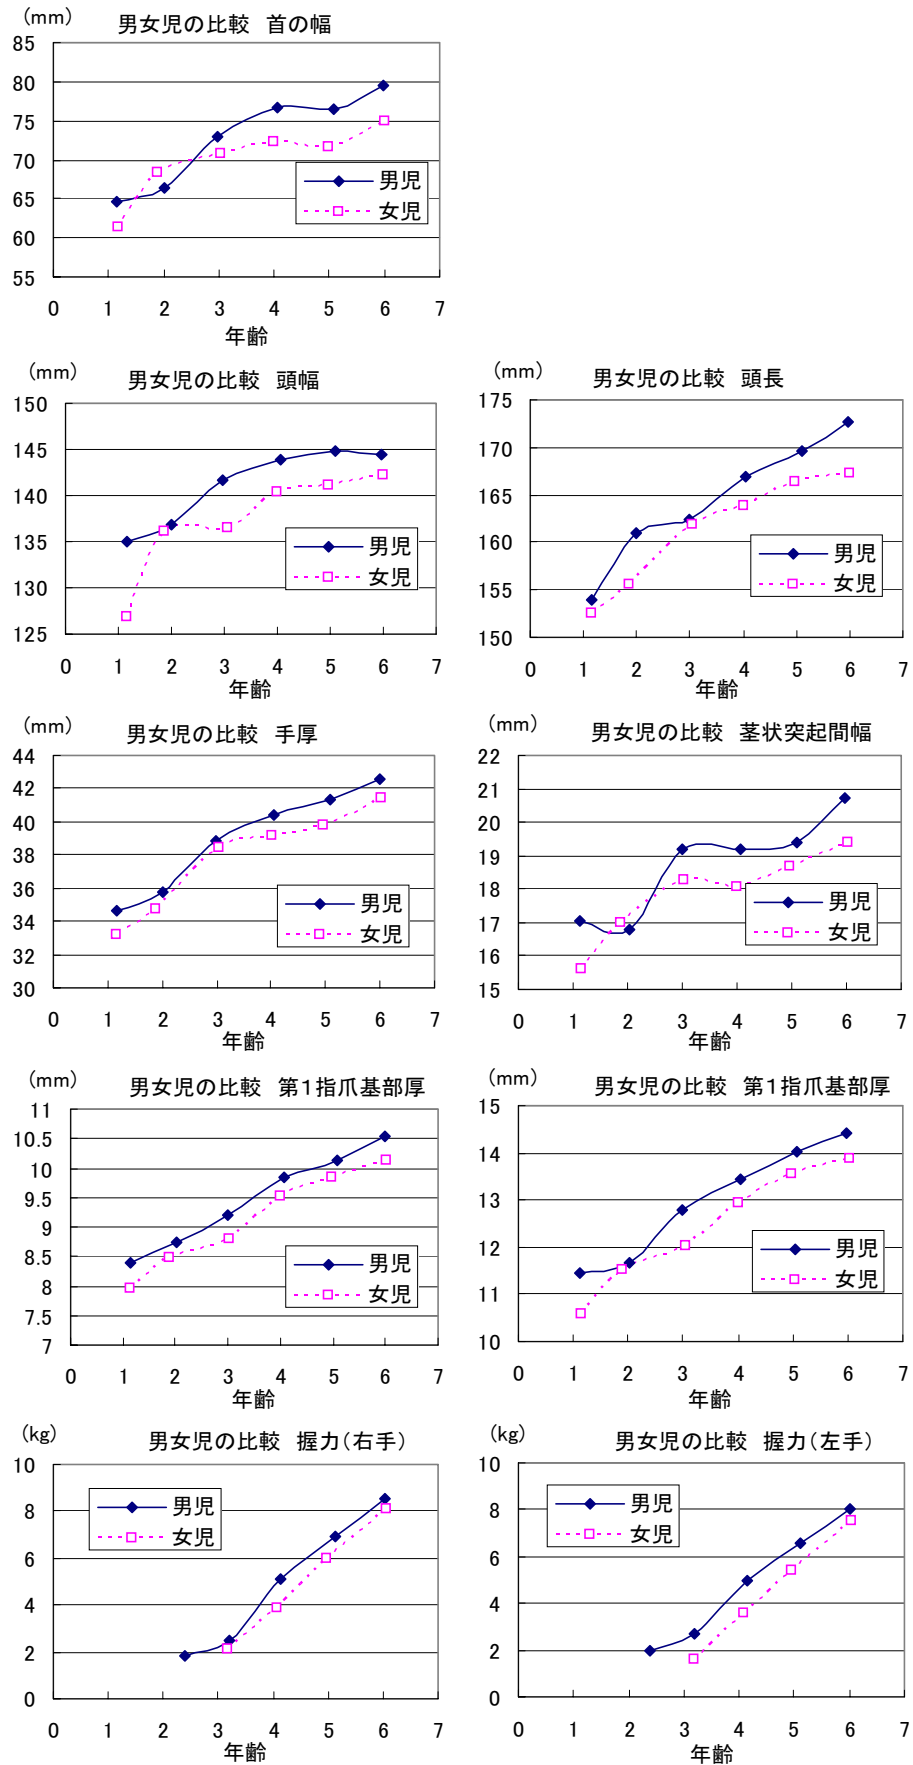 (mm)
男女児の比較 首の幅
85
80
75
70
65
60
55
男児
女児
0 1 2 3 4 5 6 7
年齢
(mm)
男女児の比較 頭幅
150
145
140
135
130
125
男児
女児
0 1 2 3 4 5 6 7
年齢
(mm)
男女児の比較 頭長
175
170
165
160
155
150
男児
女児
0 1 2 3 4 5 6 7
年齢
(mm)
男女児の比較 手厚
44
42
40
38
36
34
32
30
男児
女児
0 1 2 3 4 5 6 7
年齢
(mm)
男女児の比較 茎状突起間幅
22
21
20
19
18
17
16
15
男児
女児
0 1 2 3 4 5 6 7
年齢
(mm)
男女児の比較 第1指爪基部厚
11
10.5
10
9.5
9
8.5
8
7.5
7
男児
女児
0 1 2 3 4 5 6 7
年齢
(mm)
男女児の比較 第1指爪基部厚
15
14
13
12
11
10
男児
女児
0 1 2 3 4 5 6 7
年齢
(kg)
男女児の比較 握力(右手)
10
8
6
4
2
0
男児
女児
0 1 2 3 4 5 6 7
年齢
(kg)
男女児の比較 握力(左手)
10
8
6
4
2
0
男児
女児
0 1 2 3 4 5 6 7
年齢